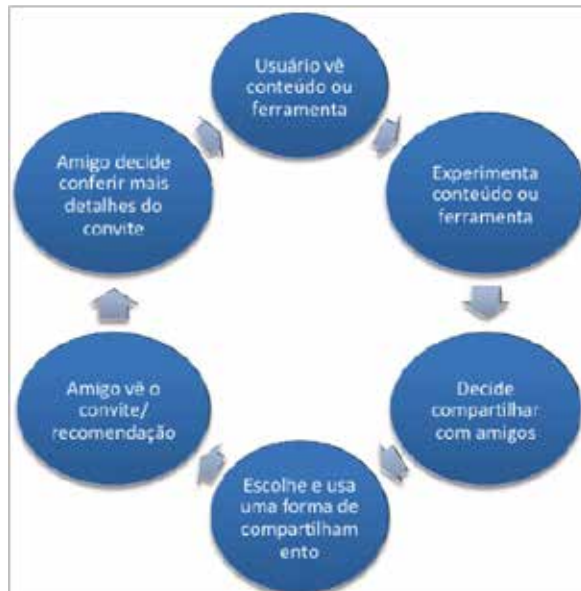 Usuário vê
conteúdo ou
ferramenta
Experimenta
conteúdo ou
ferramenta
Decide
compartilhar
com amigos
Escolhe e usa
uma forma de
compartilham
ento
Amigo vê o
convite/
recomendação
Amigo decide
conferir mais
detalhes do
convite